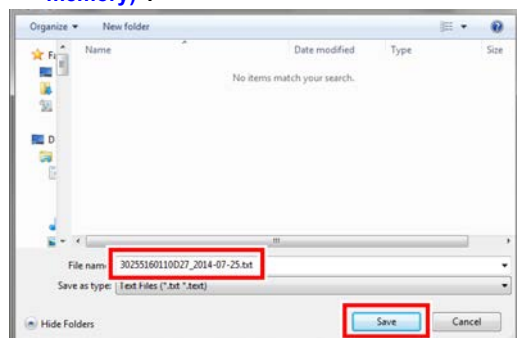 memory)".
Organize New folder
Name Date modified Type Size
No items match your search.
File name: 30255160110D27_2014-07-25.txt
Save as type: Text Files (*.txt *.text)
Hide Folders Save Cancel